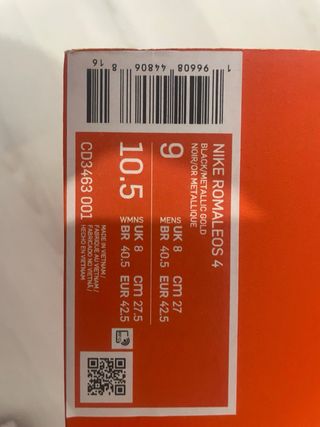 NIKE ROMALEOS 4
BLACK/METALLIC GOLD
NOIR/OR METALLIQUE
9
MENS UK 8 cm 27
BR 40.5 EUR 42.5
10.5
WMNS UK 8 cm 27.5
BR 40.5 EUR 42.5
CD3463 001
MADE IN VIETNAM /
FABRIQUE AU VIETNAM /
FABRICADO NO VIETNÃ /
HECHO EN VIETNAM
1 96608 44806 8 16